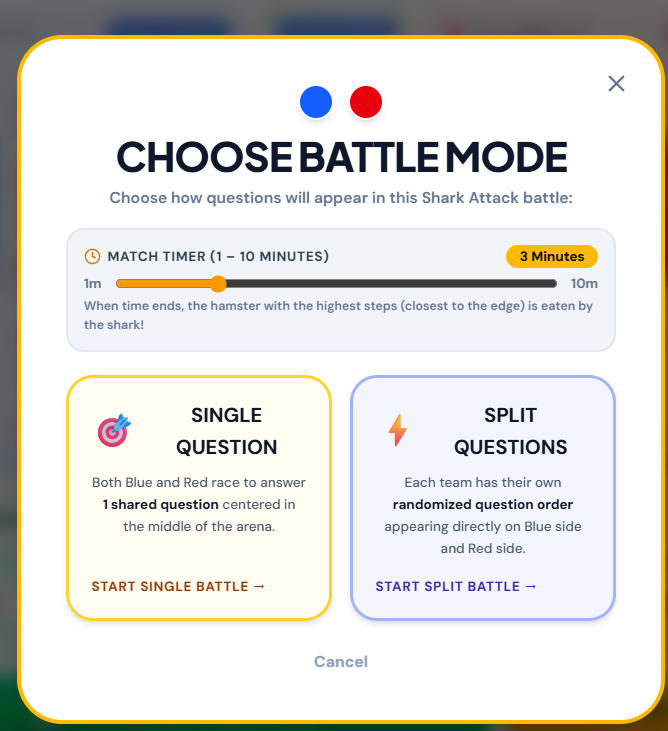 CHOOSE BATTLE MODE
Choose how questions will appear in this Shark Attack battle:
MATCH TIMER (1 – 10 MINUTES)
3 Minutes
1m
10m
When time ends, the hamster with the highest steps (closest to the edge) is eaten by
the shark!
SINGLE
QUESTION
Both Blue and Red race to answer
1 shared question centered in
the middle of the arena.
START SINGLE BATTLE →
SPLIT
QUESTIONS
Each team has their own
randomized question order
appearing directly on Blue side
and Red side.
START SPLIT BATTLE →
Cancel